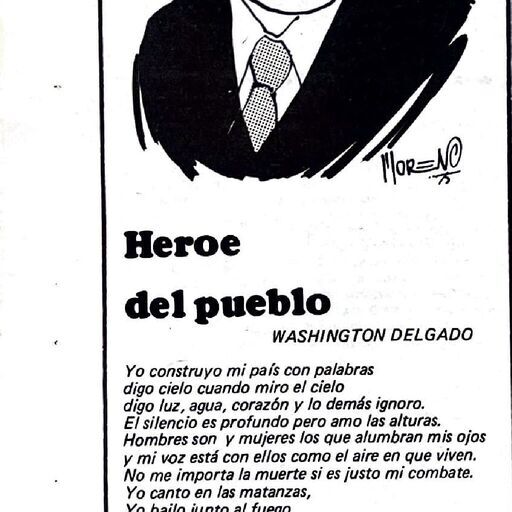 MORENO
75
Heroe
del pueblo
WASHINGTON DELGADO
Yo construyo mi país con palabras
digo cielo cuando miro el cielo
digo luz, agua, corazón y lo demás ignoro.
El silencio es profundo pero amo las alturas.
Hombres son y mujeres los que alumbran mis ojos
y mi voz está con ellos como el aire en que viven.
No me importa la muerte si es justo mi combate.
Yo canto en las matanzas,
Yo bailo junto al fuego